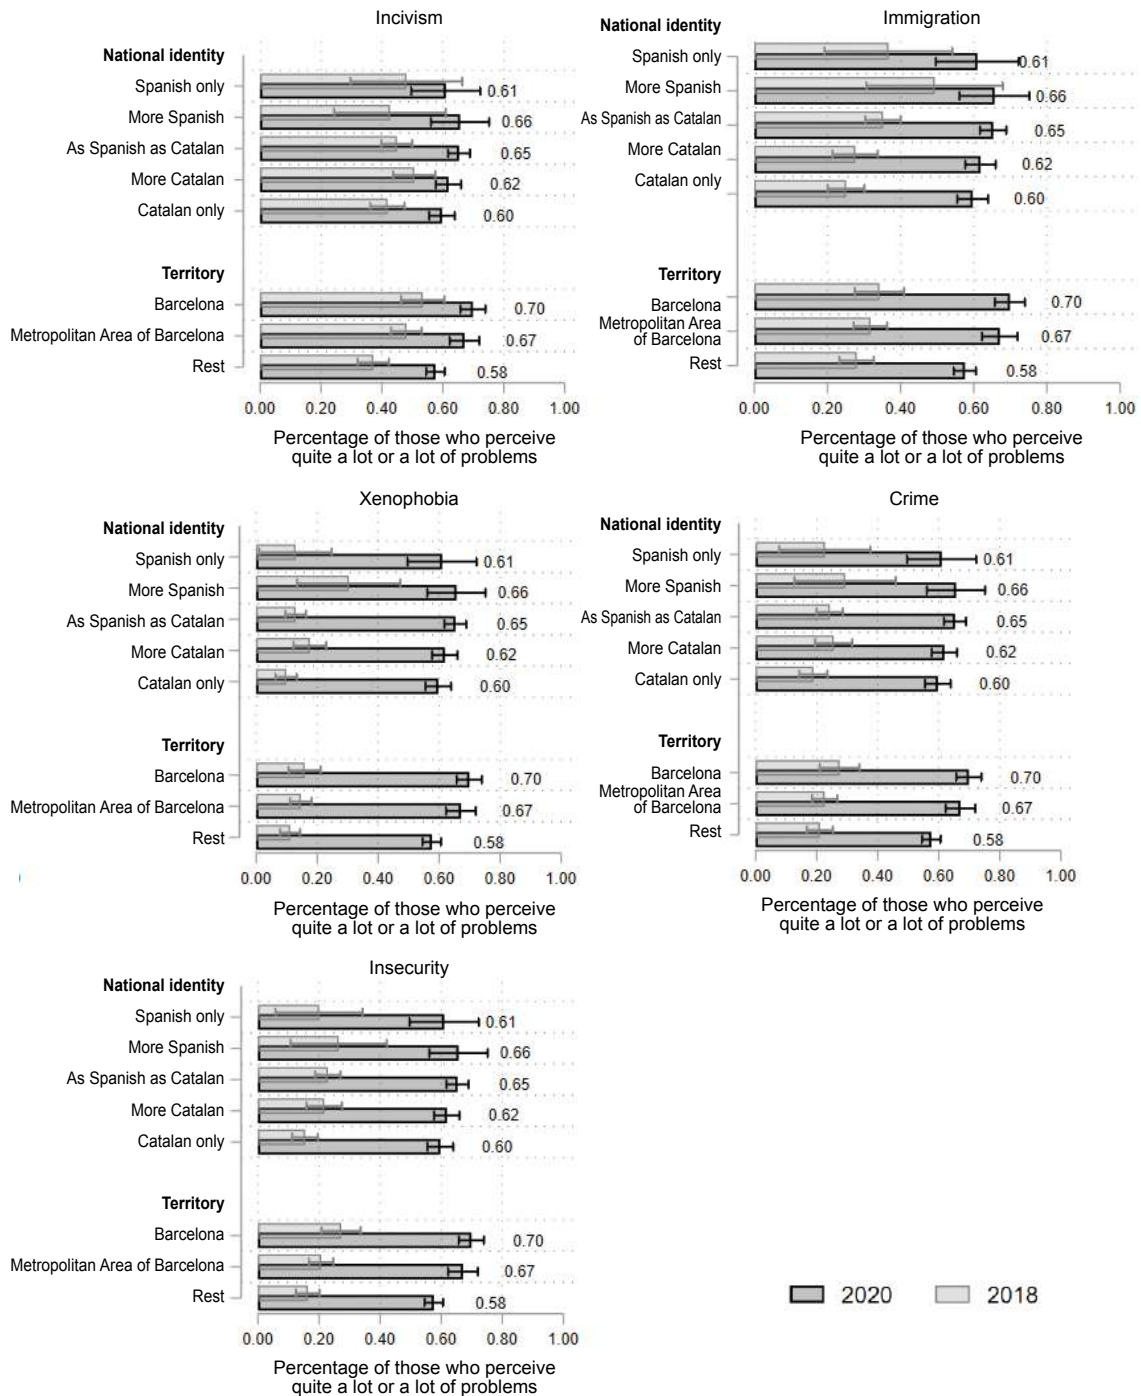 Incivism
National identity
Spanish only
0.61
More Spanish
0.66
As Spanish as Catalan
0.65
More Catalan
0.62
Catalan only
0.60
Territory
Barcelona
0.70
Metropolitan Area of Barcelona
0.67
Rest
0.58
0.00 0.20 0.40 0.60 0.80 1.00
Percentage of those who perceive
quite a lot or a lot of problems
Immigration
National identity
Spanish only
0.61
More Spanish
0.66
As Spanish as Catalan
0.65
More Catalan
0.62
Catalan only
0.60
Territory
Barcelona
0.70
Metropolitan Area
of Barcelona
0.67
Rest
0.58
0.00 0.20 0.40 0.60 0.80 1.00
Percentage of those who perceive
quite a lot or a lot of problems
Xenophobia
National identity
Spanish only
0.61
More Spanish
0.66
As Spanish as Catalan
0.65
More Catalan
0.62
Catalan only
0.60
Territory
Barcelona
0.70
Metropolitan Area of Barcelona
0.67
Rest
0.58
0.00 0.20 0.40 0.60 0.80 1.00
Percentage of those who perceive
quite a lot or a lot of problems
Crime
National identity
Spanish only
0.61
More Spanish
0.66
As Spanish as Catalan
0.65
More Catalan
0.62
Catalan only
0.60
Territory
Barcelona
0.70
Metropolitan Area
of Barcelona
0.67
Rest
0.58
0.00 0.20 0.40 0.60 0.80 1.00
Percentage of those who perceive
quite a lot or a lot of problems
Insecurity
National identity
Spanish only
0.61
More Spanish
0.66
As Spanish as Catalan
0.65
More Catalan
0.62
Catalan only
0.60
Territory
Barcelona
0.70
Metropolitan Area of Barcelona
0.67
Rest
0.58
0.00 0.20 0.40 0.60 0.80 1.00
Percentage of those who perceive
quite a lot or a lot of problems
2020 2018